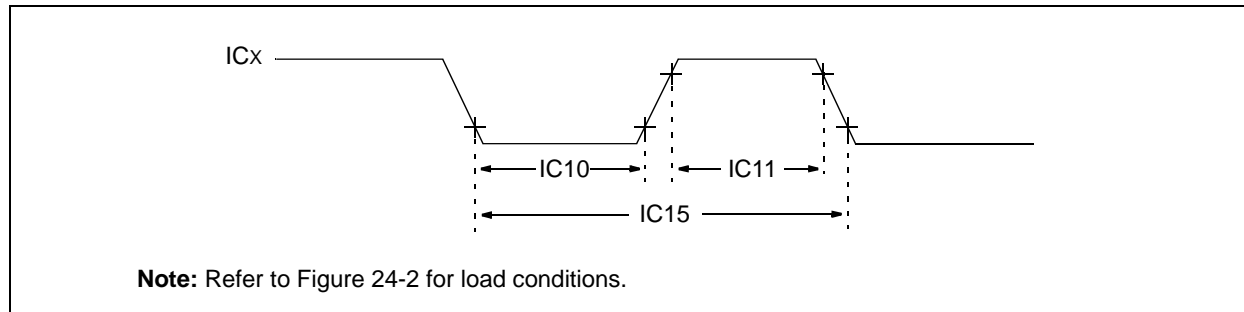 ICX
IC10
IC11
IC15
Note: Refer to Figure 24-2 for load conditions.